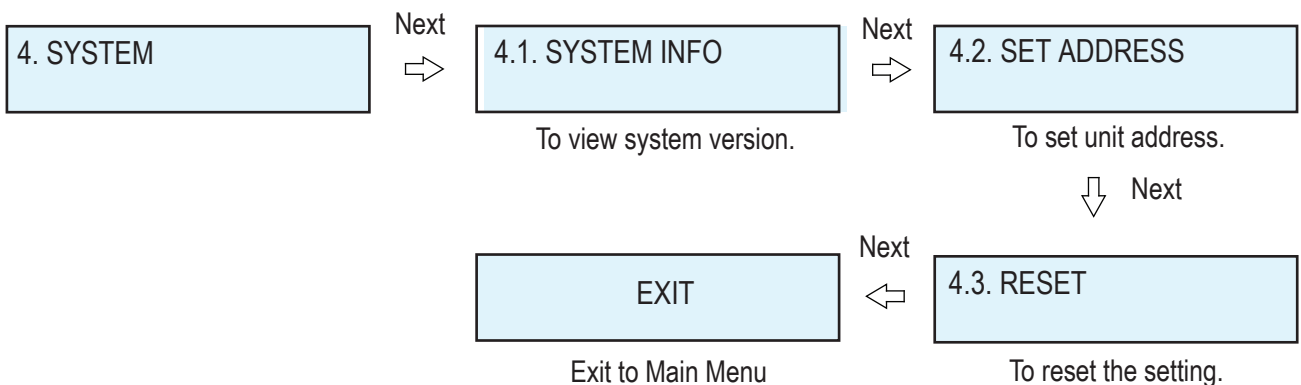 4. SYSTEM
Next
4.1. SYSTEM INFO
To view system version.
Next
4.2. SET ADDRESS
To set unit address.
Next
4.3. RESET
To reset the setting.
Next
EXIT
Exit to Main Menu